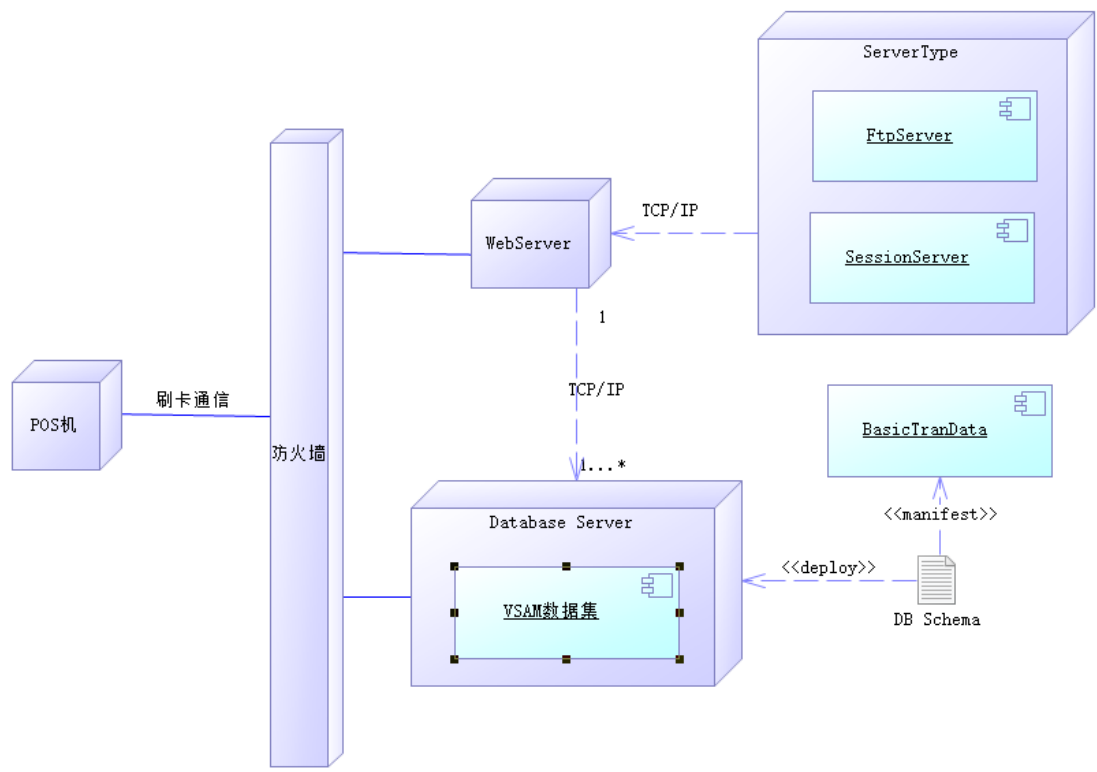 ServerType
FtpServer
TCP/IP
WebServer
SessionServer
1
刷卡通信
TCP/IP
POS机
BasicTranData
防火墙
1...*
<<manifest>>
Database Server
<<deploy>>
VSAM数据集
DB Schema